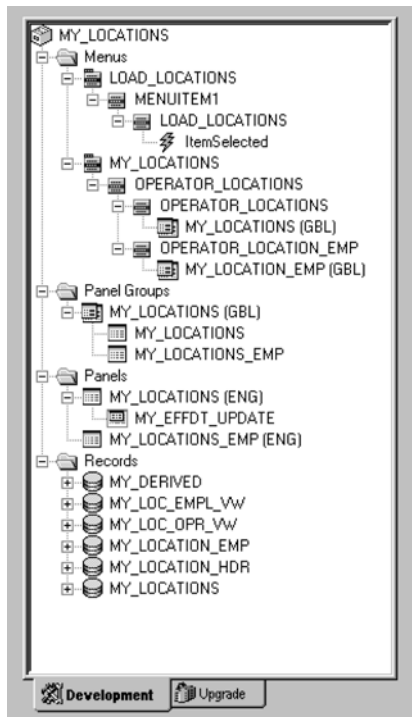 MY_LOCATIONS
Menus
LOAD_LOCATIONS
MENUITEM1
LOAD_LOCATIONS
ItemSelected
MY_LOCATIONS
OPERATOR_LOCATIONS
OPERATOR_LOCATIONS
MY_LOCATIONS (GBL)
OPERATOR_LOCATION_EMP
MY_LOCATION_EMP (GBL)
Panel Groups
MY_LOCATIONS (GBL)
MY_LOCATIONS
MY_LOCATIONS_EMP
Panels
MY_LOCATIONS (ENG)
MY_EFFDT_UPDATE
MY_LOCATIONS_EMP (ENG)
Records
MY_DERIVED
MY_LOC_EMPL_VW
MY_LOC_OPR_VW
MY_LOCATION_EMP
MY_LOCATION_HDR
MY_LOCATIONS
Development Upgrade